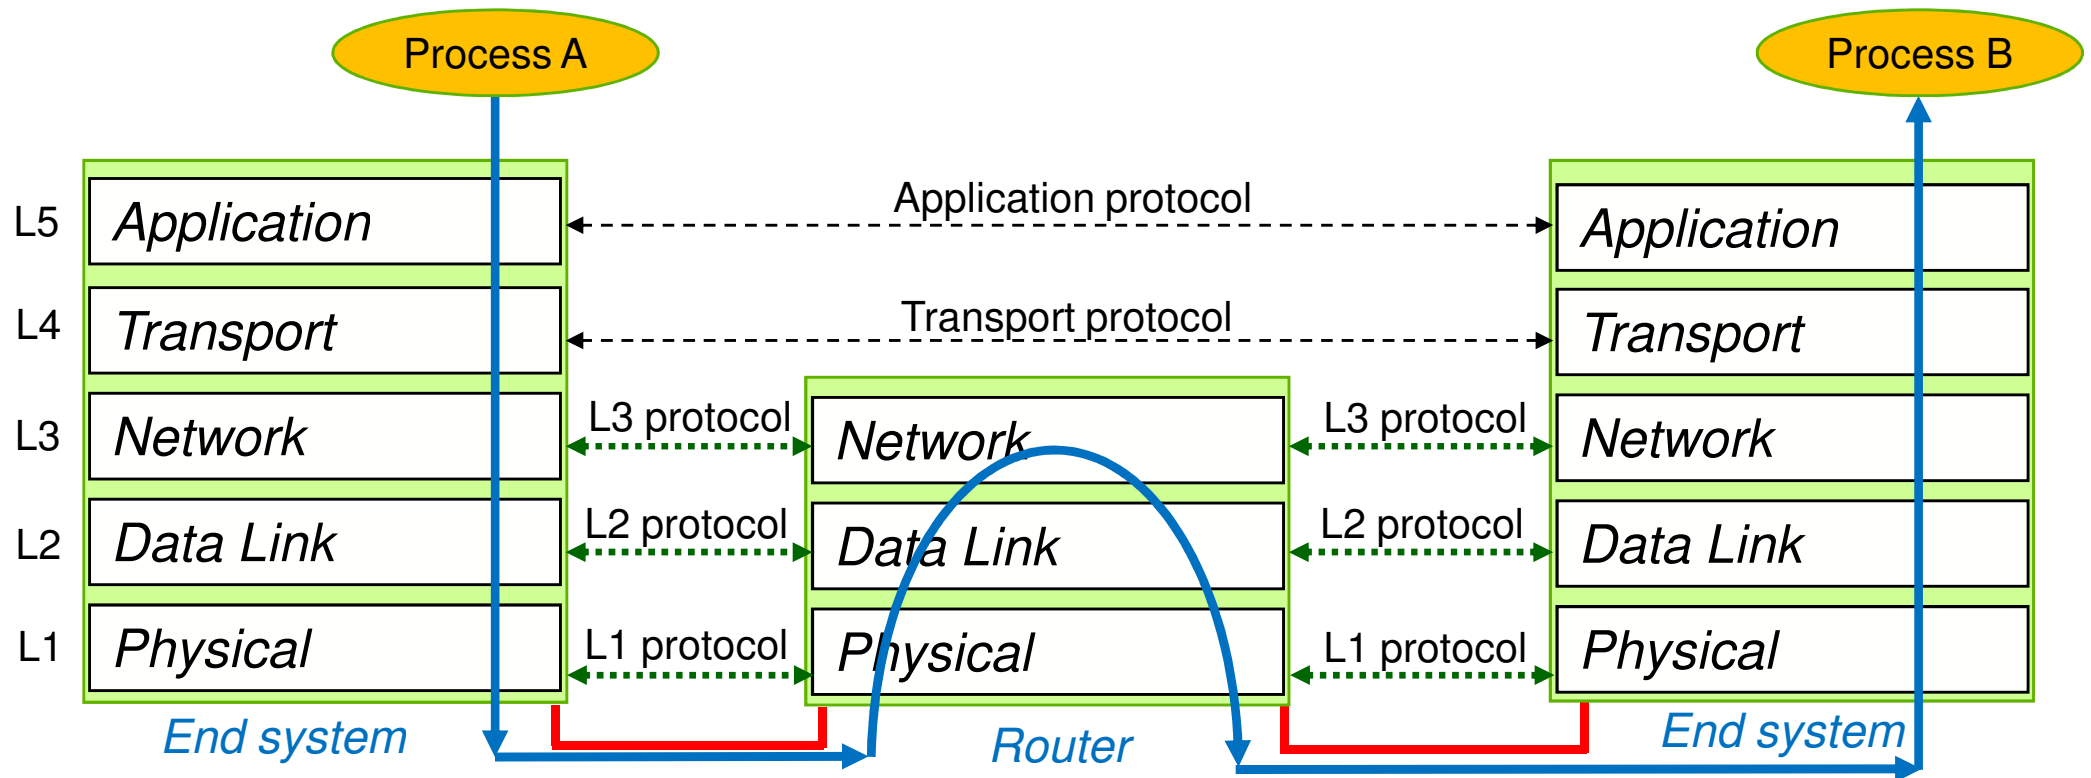 Process A
Process B
L5
Application
Application protocol
Application
L4
Transport
Transport protocol
Transport
L3
Network
L3 protocol
Network
L3 protocol
Network
L2
Data Link
L2 protocol
Data Link
L2 protocol
Data Link
L1
Physical
L1 protocol
Physical
L1 protocol
Physical
End system
Router
End system